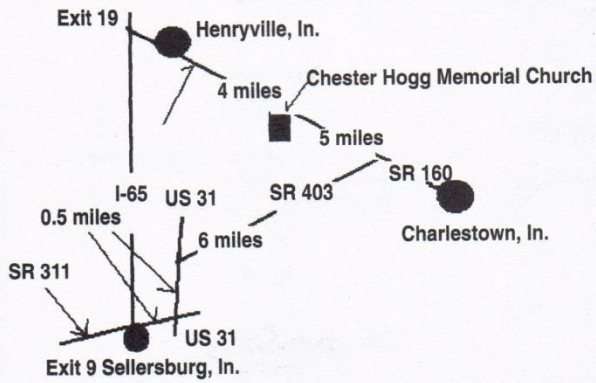 Exit 19
Henryville, In.
4 miles
Chester Hogg Memorial Church
5 miles
SR 160
I-65
US 31
SR 403
0.5 miles
6 miles
Charlestown, In.
SR 311
US 31
Exit 9 Sellersburg, In.